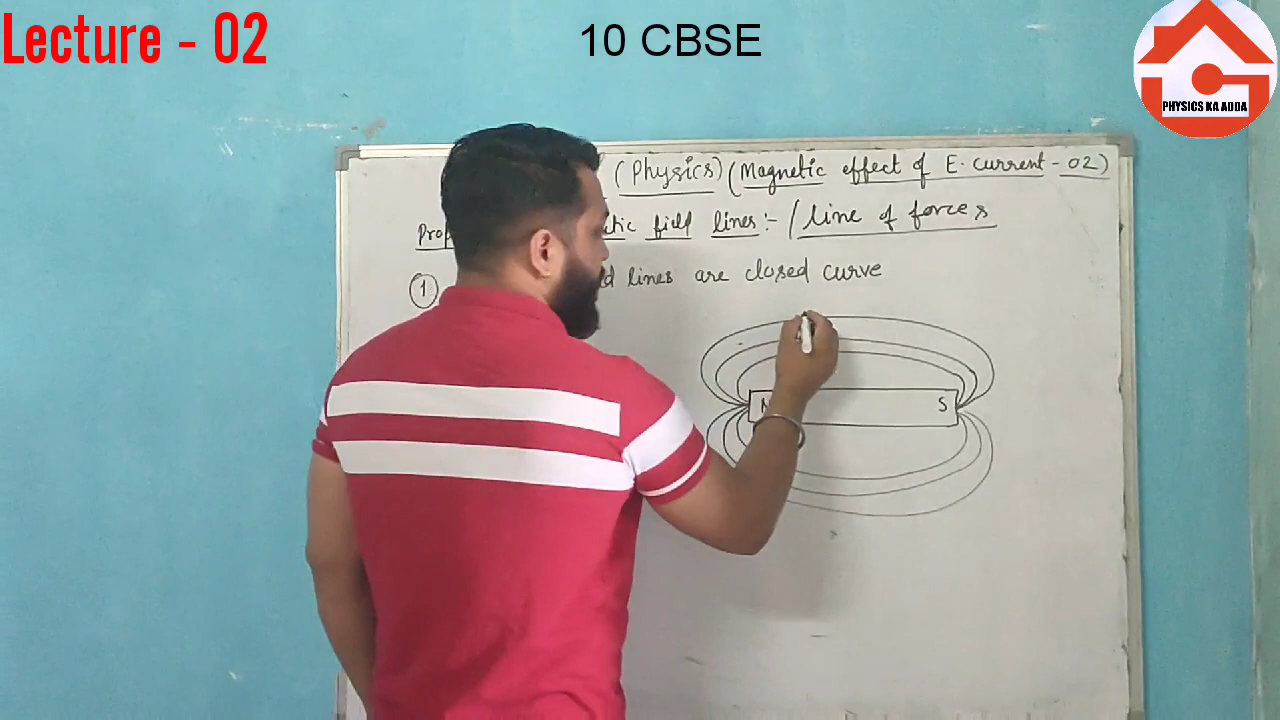 Lecture - 02
10 CBSE
PHYSICS KA ADDA
(Physics) (Magnetic effect of E. current - 02)
field lines :- / line of forces
1
lines are closed curve
N
S